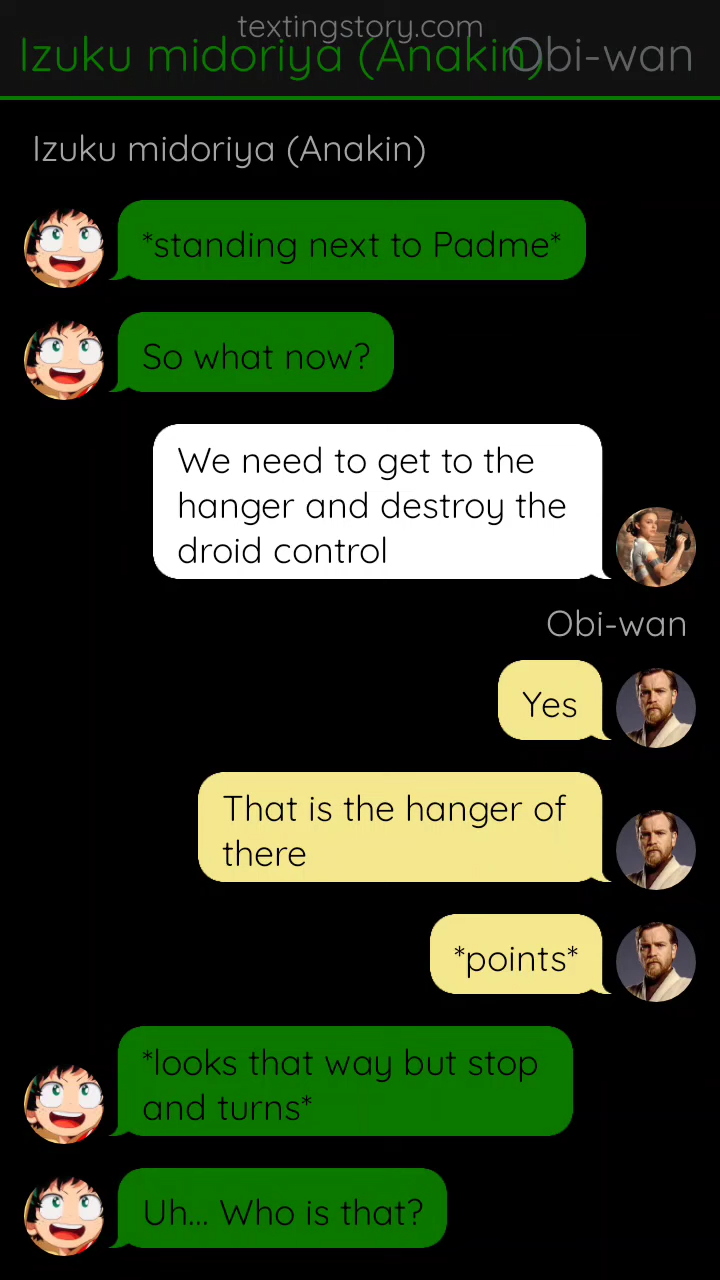 textingstory.com
Izuku midoriya (Anakin)
Obi-wan
Izuku midoriya (Anakin)
*standing next to Padme*
So what now?
We need to get to the
hanger and destroy the
droid control
Obi-wan
Yes
That is the hanger of
there
*points*
*looks that way but stop
and turns*
Uh... Who is that?